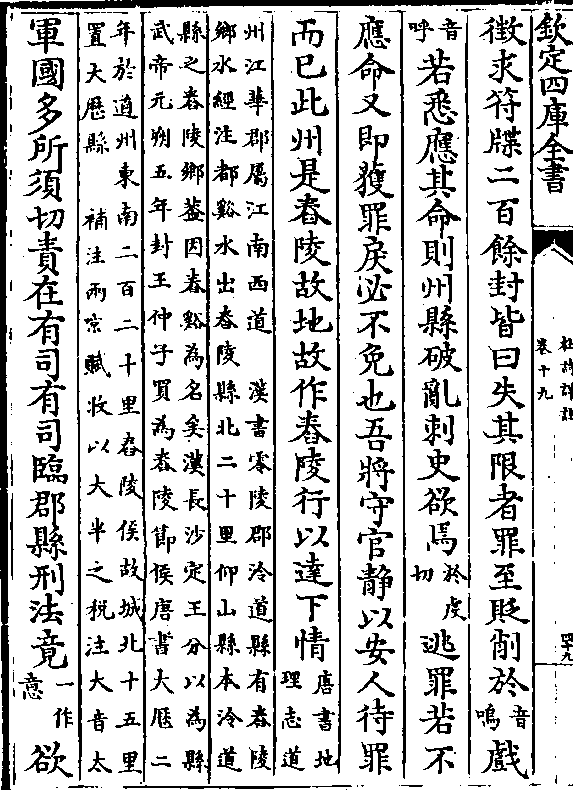 欽定四庫全書
杜詩詳註
卷十九
四十九
徴求符牒二百餘封皆曰失其限者罪至貶削於音嗚戲
音呼若悉應其命則州縣破亂刺史欲焉於虔切逃罪若不
應命又即獲罪戾必不免也吾將守官静以安人待罪
而已此州是舂陵故地故作舂陵行以達下情唐書地理志道
州江華郡屬江南西道 漢書零陵郡泠道縣有舂陵
鄉水經注都谿水出舂陵縣北二十里仰山縣本泠道
縣之舂陵鄉葢因舂谿為名矣漢長沙定王分以為縣
武帝元朔五年封王仲子買為舂陵節侯唐書大厯二
年於道州東南二百二十里舂陵侯故城北十五里
置大厯縣 補注兩京賦收以大半之稅注大音太
軍國多所須切責在有司有司臨郡縣刑法竟一作意欲